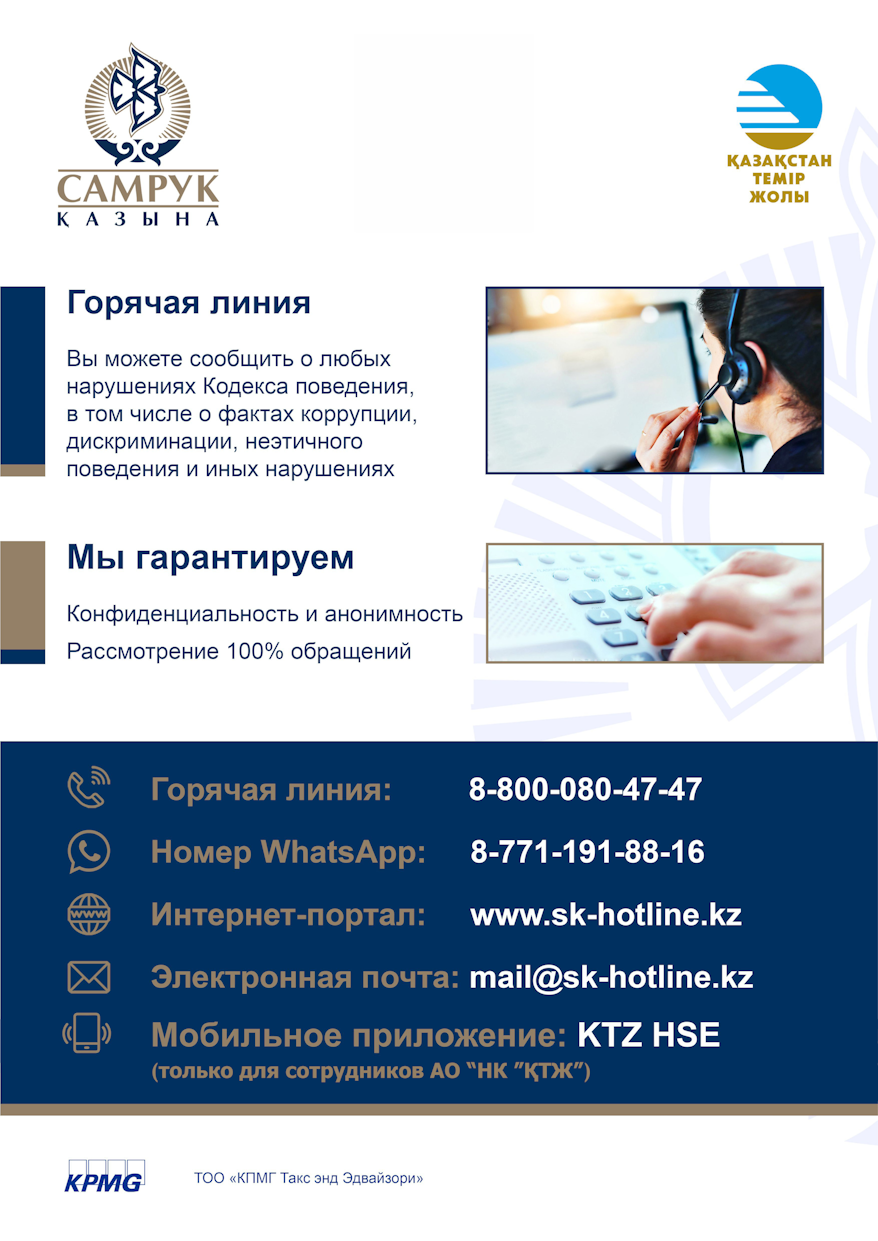 САМРУК
ҚАЗЫНА
ҚАЗАҚСТАН
ТЕМІР
ЖОЛЫ
Горячая линия
Вы можете сообщить о любых
нарушениях Кодекса поведения,
в том числе о фактах коррупции,
дискриминации, неэтичного
поведения и иных нарушениях
Мы гарантируем
Конфиденциальность и анонимность
Рассмотрение 100% обращений
Горячая линия: 8-800-080-47-47
Номер WhatsApp: 8-771-191-88-16
www
Интернет-портал: www.sk-hotline.kz
Электронная почта: mail@sk-hotline.kz
Мобильное приложение: KTZ HSE
(только для сотрудников АО “НК ”ҚТЖ”)
KPMG
ТОО «КПМГ Такс энд Эдвайзори»